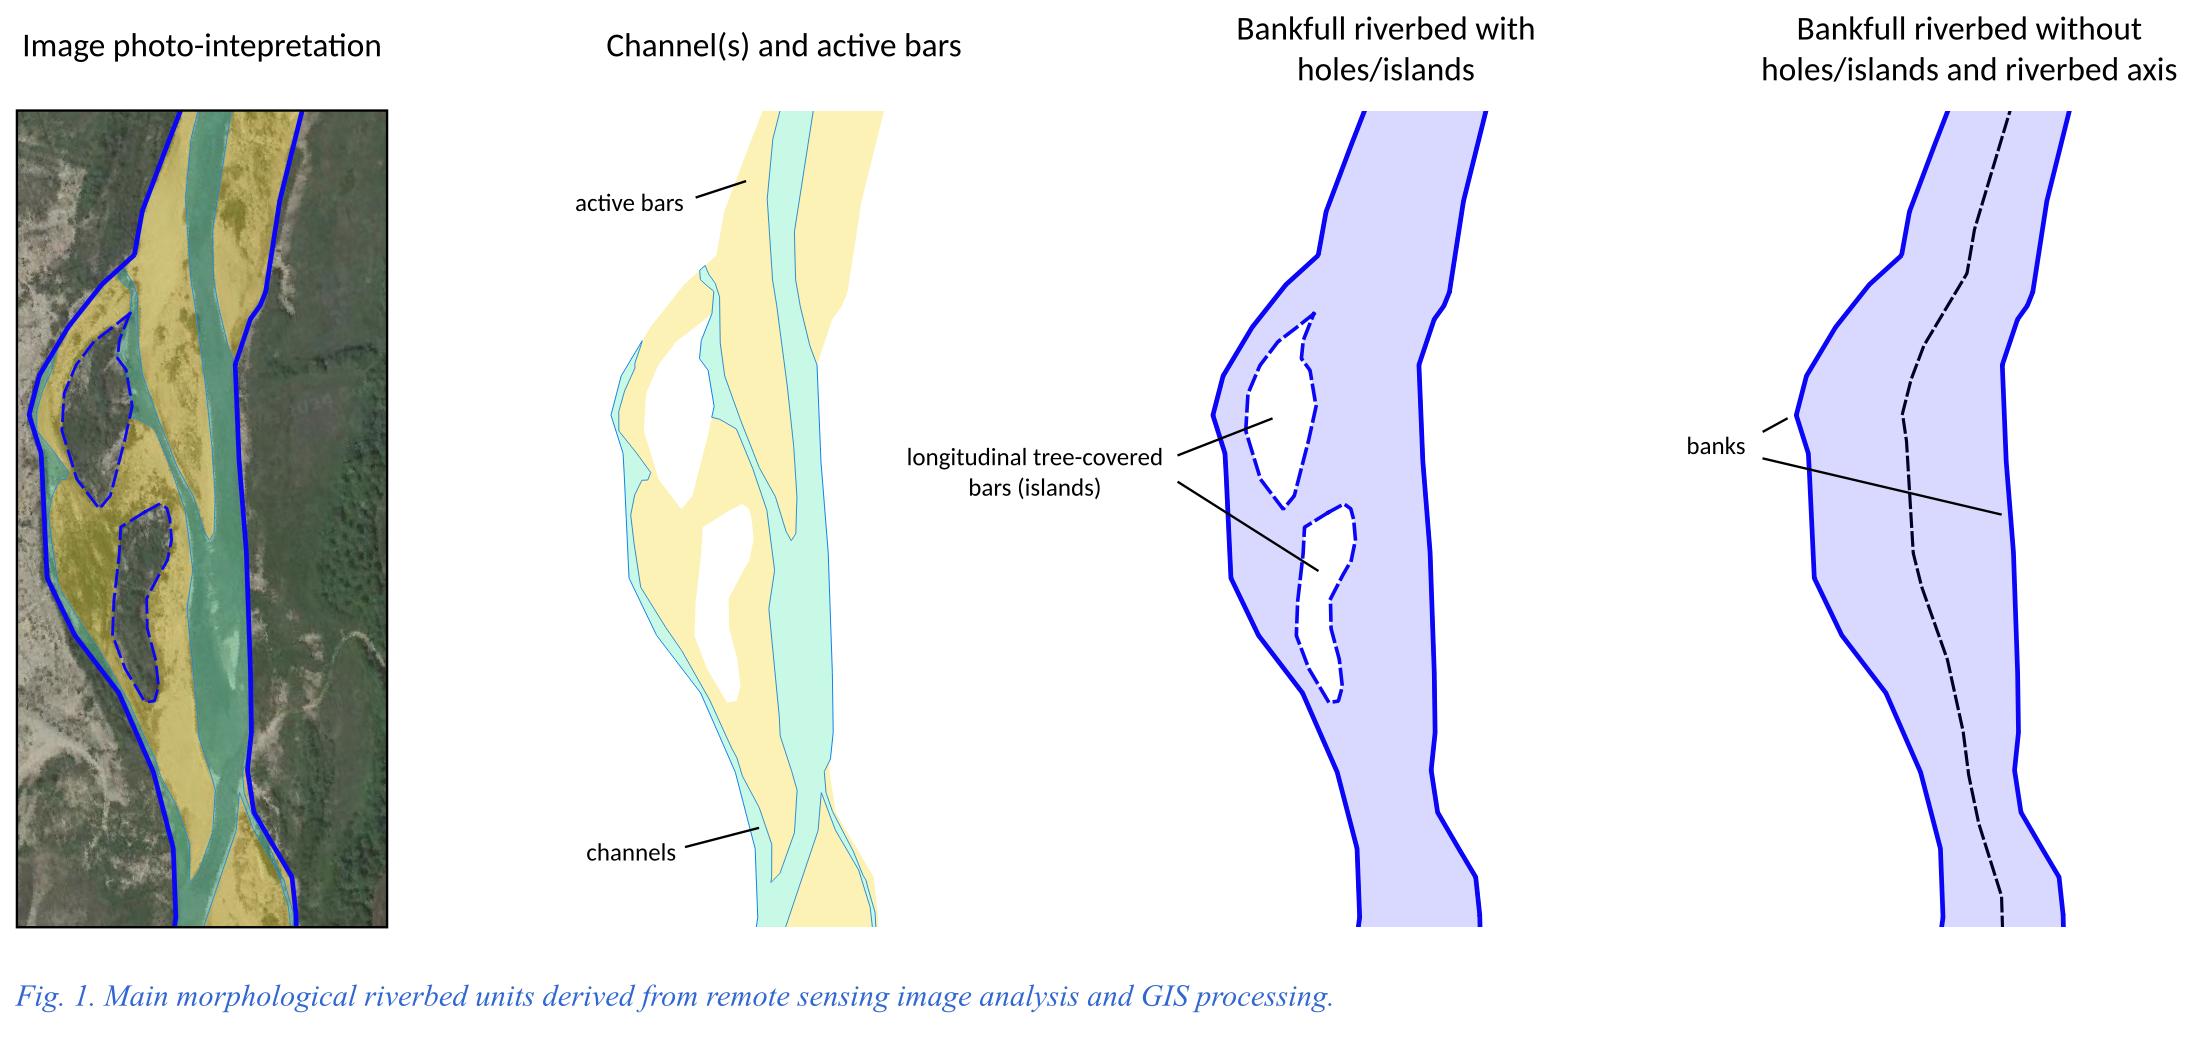 Image photo-intepretation
Channel(s) and active bars
Bankfull riverbed with
holes/islands
Bankfull riverbed without
holes/islands and riverbed axis
active bars
longitudinal tree-covered
bars (islands)
banks
channels
Fig. 1. Main morphological riverbed units derived from remote sensing image analysis and GIS processing.